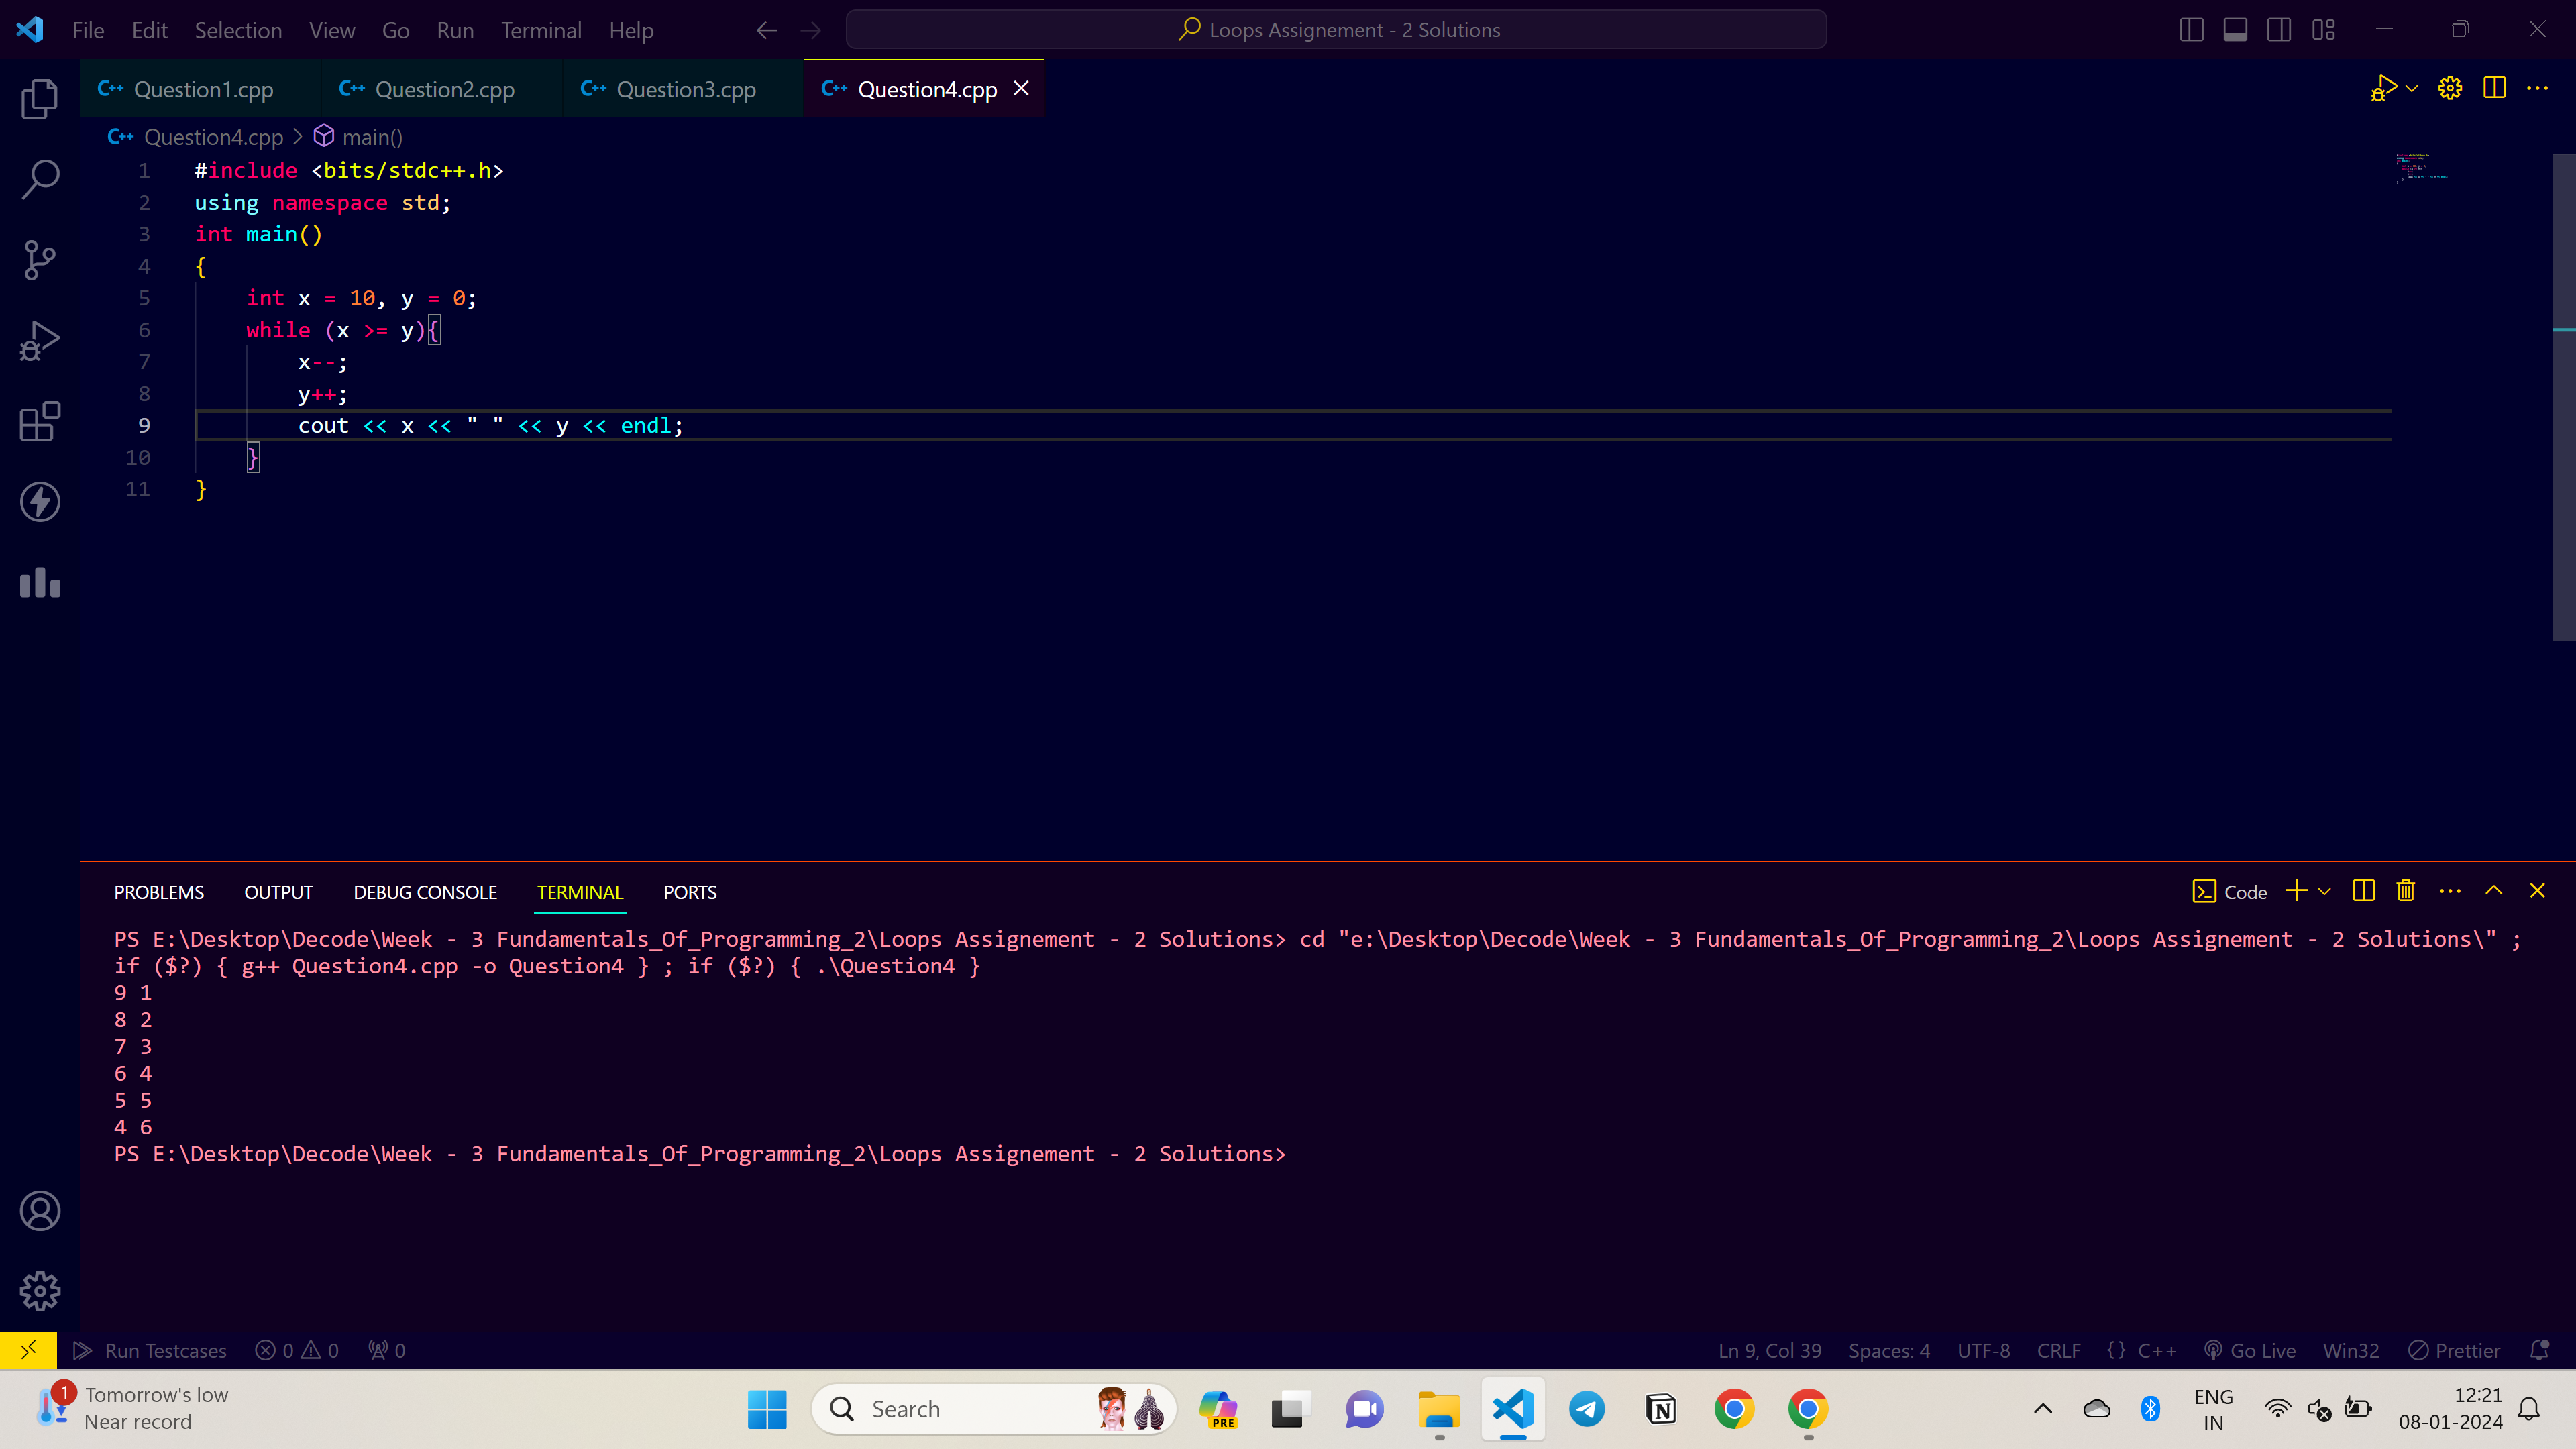 File Edit Selection View Go Run Terminal Help
Loops Assignement - 2 Solutions
Question1.cpp Question2.cpp Question3.cpp Question4.cpp
Question4.cpp > main()
1 #include <bits/stdc++.h>
2 using namespace std;
3 int main()
4 {
5 int x = 10, y = 0;
6 while (x >= y){
7 x--;
8 y++;
9 cout << x << " " << y << endl;
10 }
11 }
PROBLEMS OUTPUT DEBUG CONSOLE TERMINAL PORTS
Code
PS E:\Desktop\Decode\Week - 3 Fundamentals_Of_Programming_2\Loops Assignement - 2 Solutions> cd "e:\Desktop\Decode\Week - 3 Fundamentals_Of_Programming_2\Loops Assignement - 2 Solutions\" ;
if ($?) { g++ Question4.cpp -o Question4 } ; if ($?) { .\Question4 }
9 1
8 2
7 3
6 4
5 5
4 6
PS E:\Desktop\Decode\Week - 3 Fundamentals_Of_Programming_2\Loops Assignement - 2 Solutions>
Run Testcases 0 0 0
Ln 9, Col 39 Spaces: 4 UTF-8 CRLF {} C++ Go Live Win32 Prettier
1 Tomorrow's low
Near record
Search
PRE
ENG
IN
12:21
08-01-2024